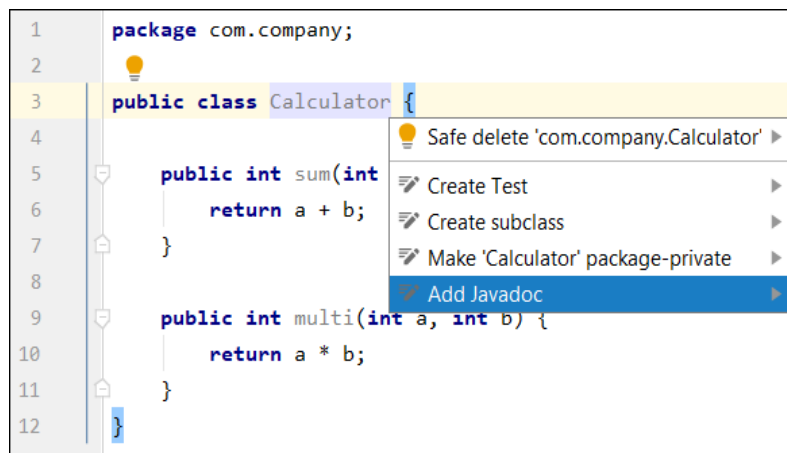 1 package com.company;
2
3 public class Calculator {
4
5 public int sum(int
6 return a + b;
7 }
8
9 public int multi(int a, int b) {
10 return a * b;
11 }
12 }
Safe delete 'com.company.Calculator'
Create Test
Create subclass
Make 'Calculator' package-private
Add Javadoc